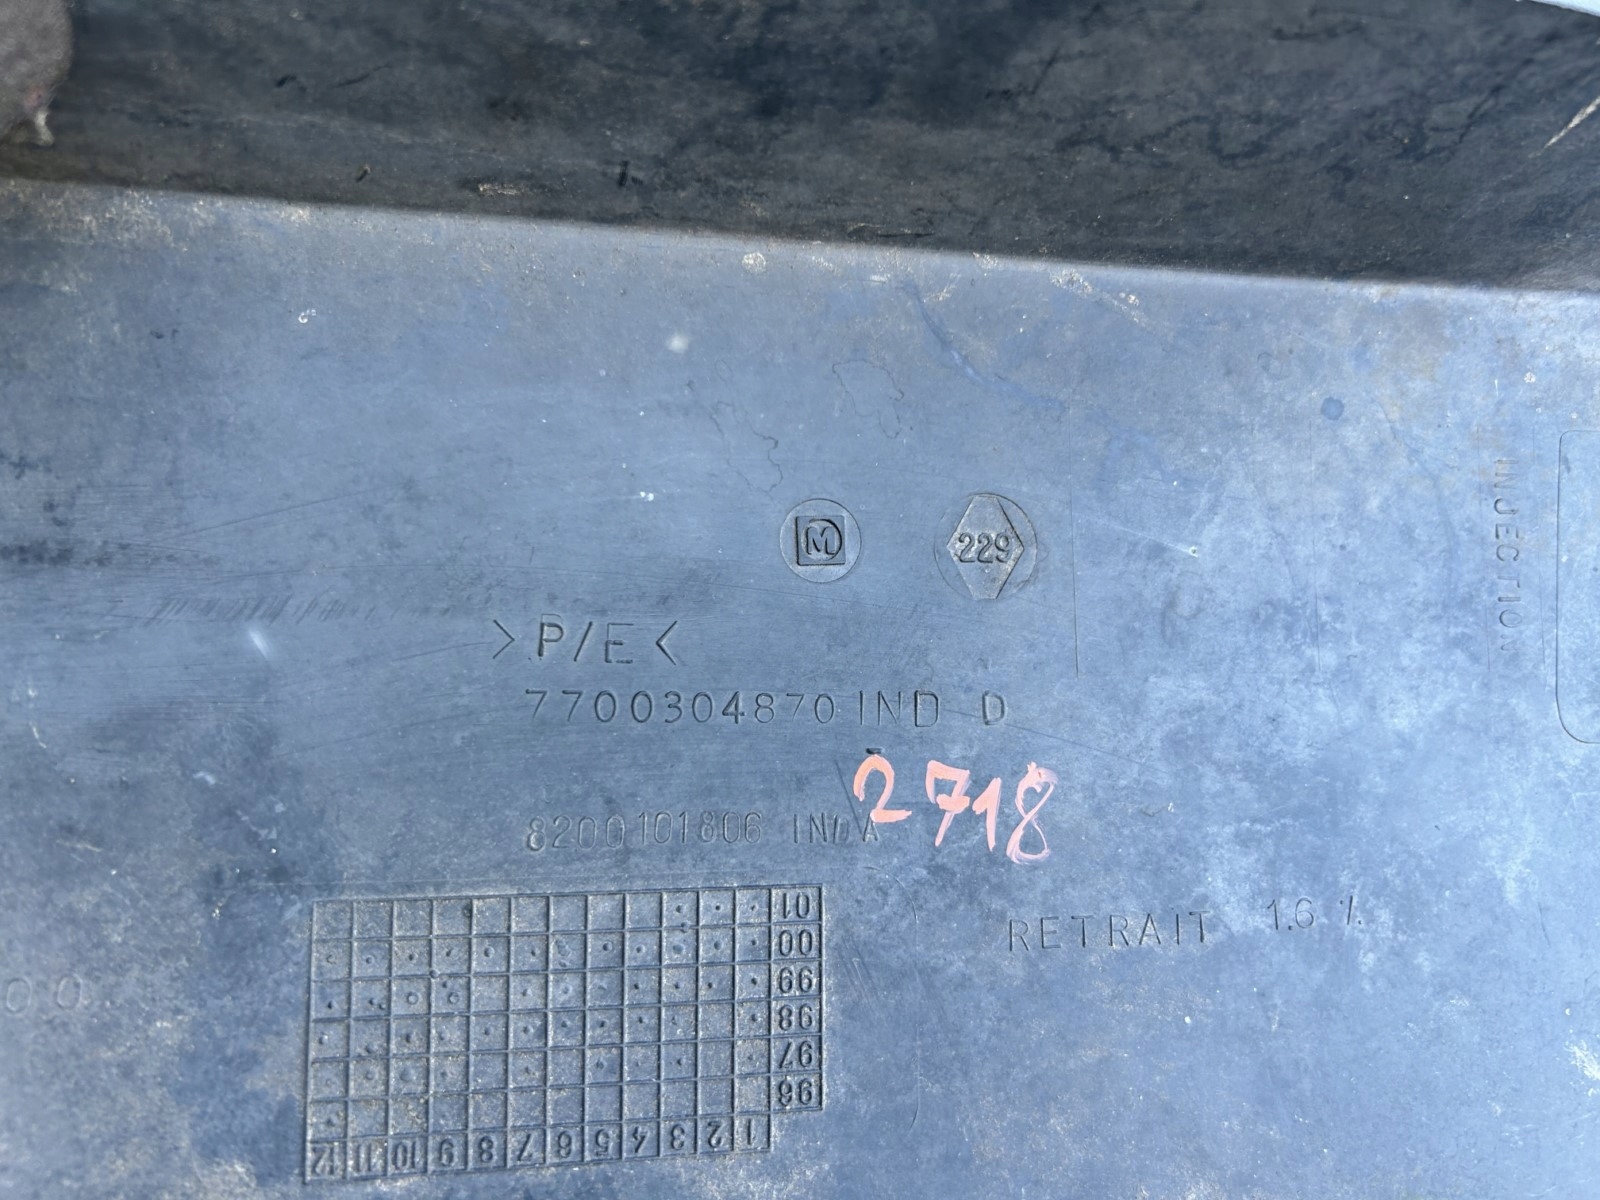 M
229
INJECTION
>P/E<
7700304870 IND D
2718
8200101806 IND A
RETRAIT 1.6 %
00
01
00
99
98
97
96
12 11 10 9 8 7 6 5 4 3 2 1